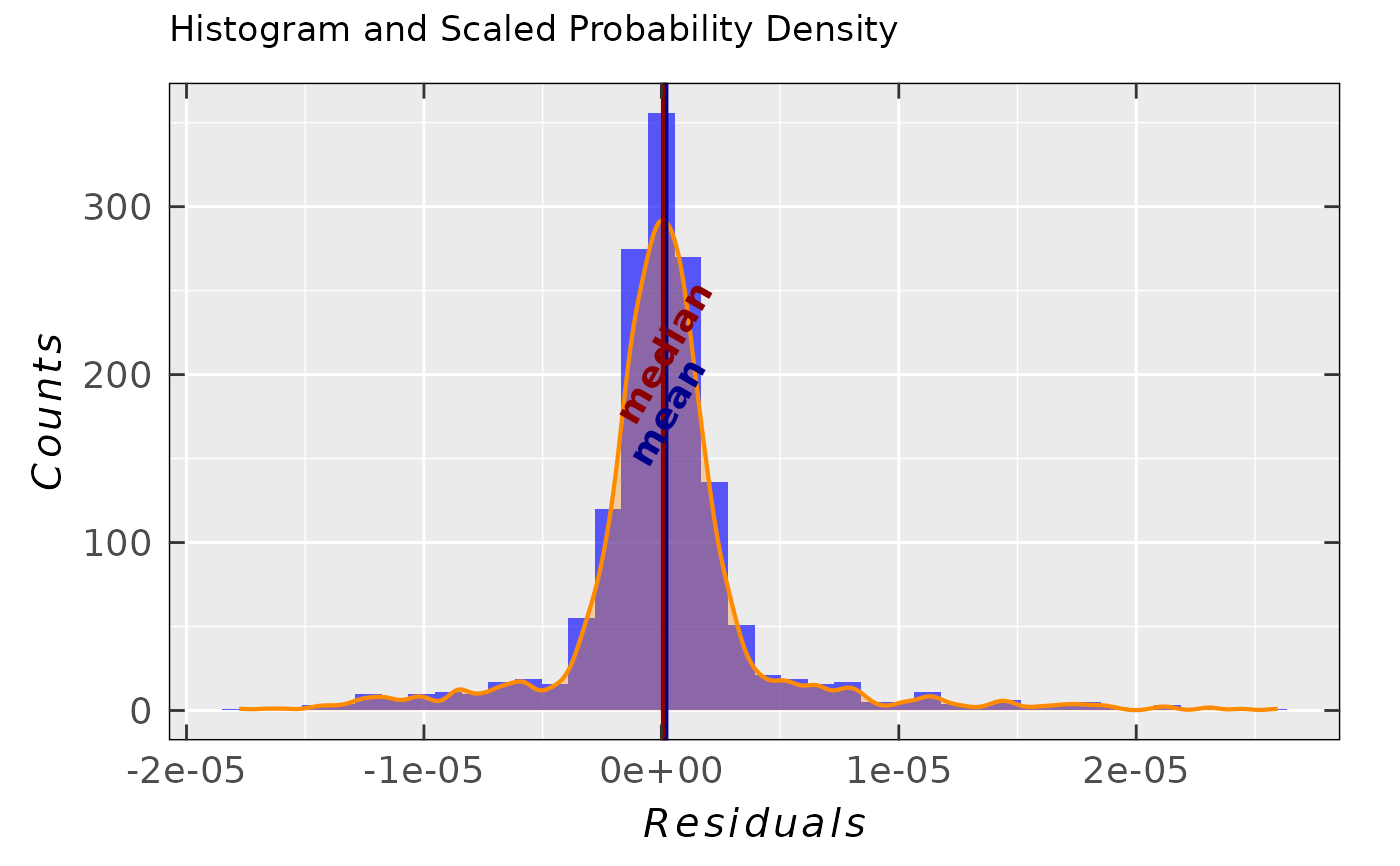 Histogram and Scaled Probability Density
Counts
300
200
100
0
median
mean
-2e-05 -1e-05 0e+00 1e-05 2e-05
Residuals